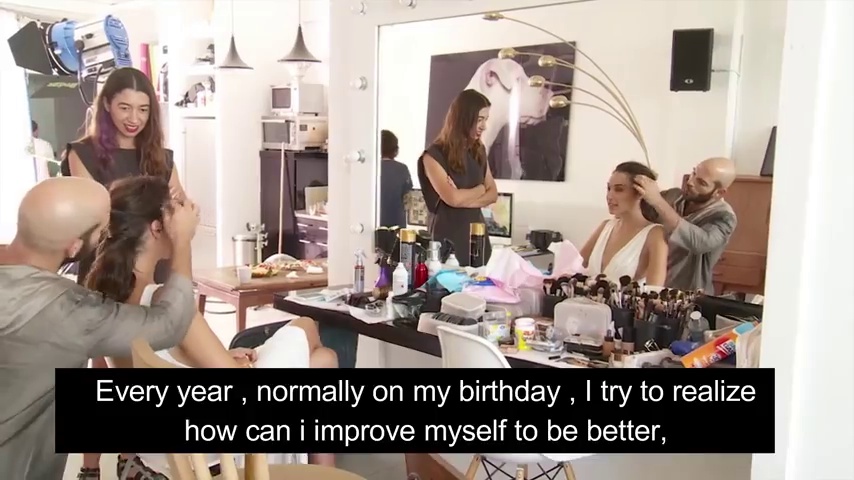 Every year , normally on my birthday , I try to realize
how can i improve myself to be better,